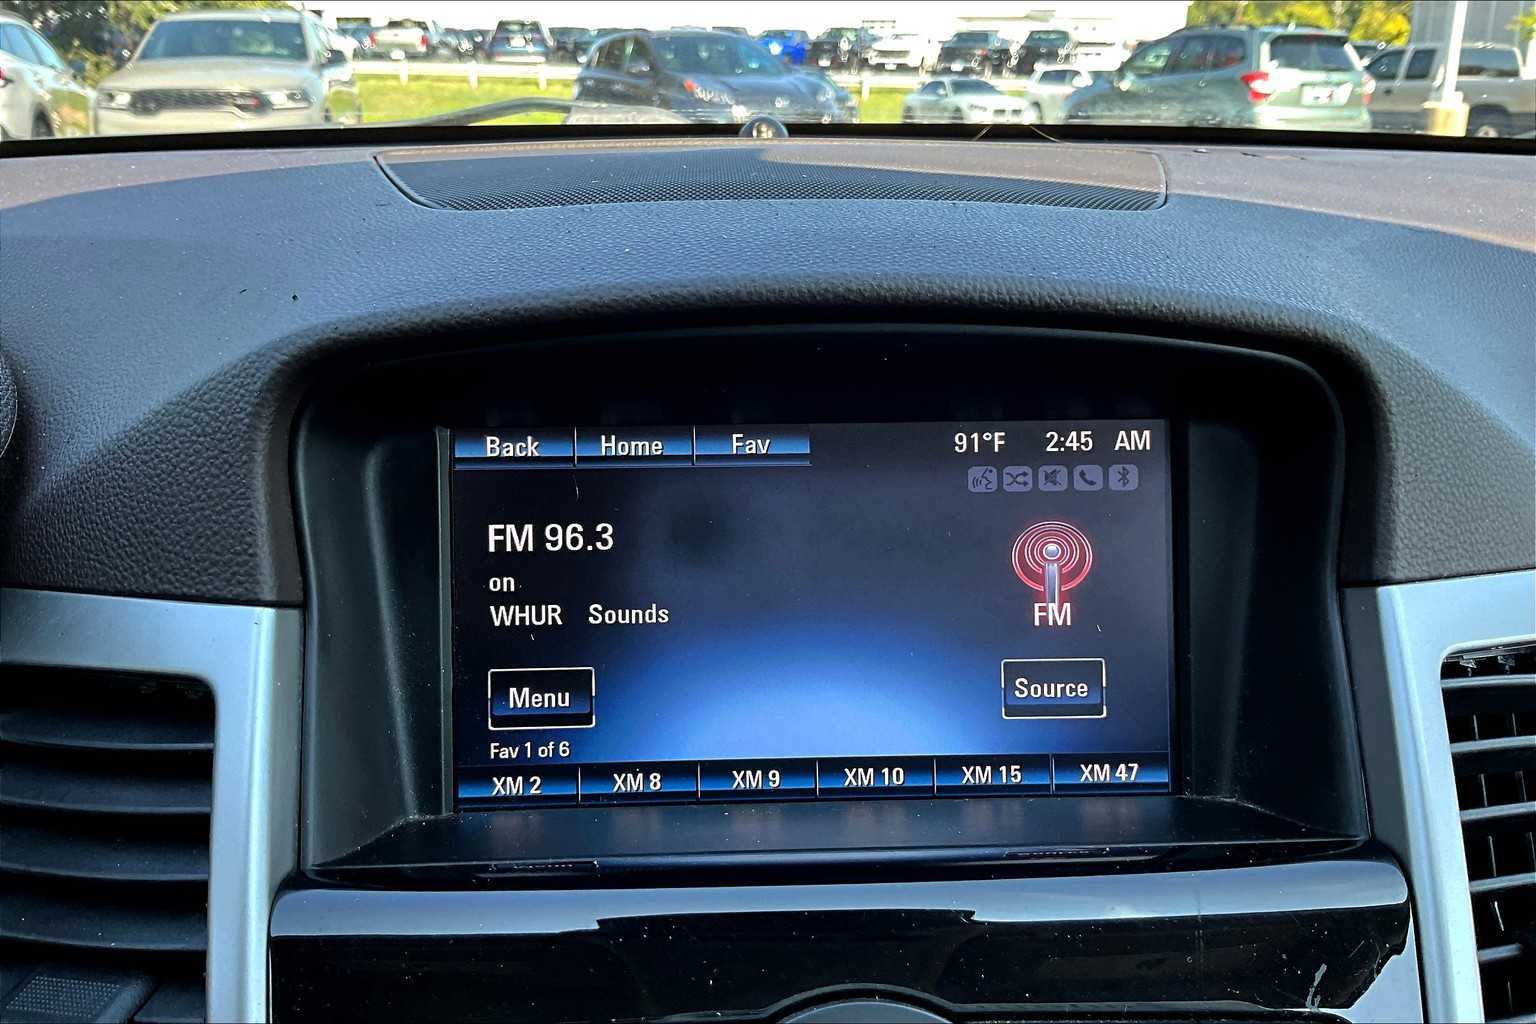 Back Home Fav 91°F 2:45 AM
FM 96.3
on
WHUR Sounds
FM
Menu
Source
Fav 1 of 6
XM 2 XM 8 XM 9 XM 10 XM 15 XM 47